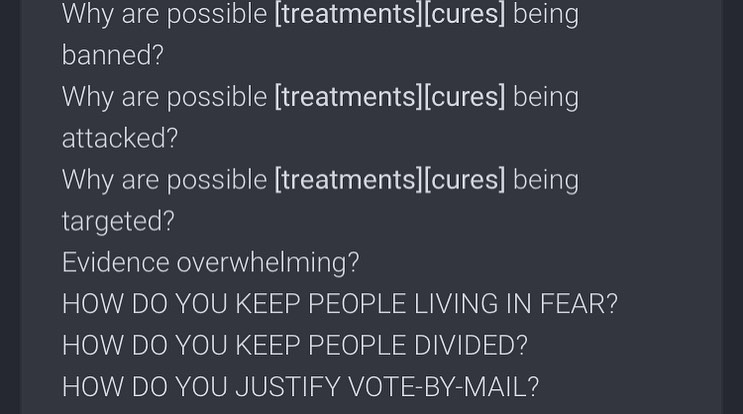 Why are possible [treatments][cures] being
banned?
Why are possible [treatments][cures] being
attacked?
Why are possible [treatments][cures] being
targeted?
Evidence overwhelming?
HOW DO YOU KEEP PEOPLE LIVING IN FEAR?
HOW DO YOU KEEP PEOPLE DIVIDED?
HOW DO YOU JUSTIFY VOTE-BY-MAIL?